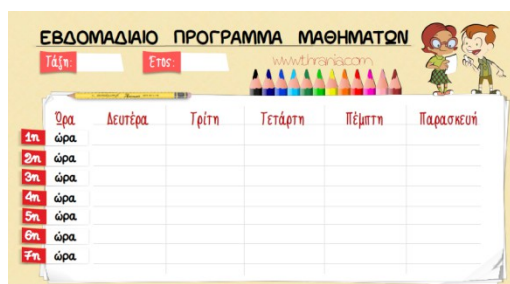 ΕΒΔΟΜΑΔΙΑΙΟ ΠΡΟΓΡΑΜΜΑ ΜΑΘΗΜΑΤΩΝ
Τάξη: Έτος: www.thrania.com
Ώρα Δευτέρα Τρίτη Τετάρτη Πέμπτη Παρασκευή
1η ώρα
2η ώρα
3η ώρα
4η ώρα
5η ώρα
6η ώρα
7η ώρα